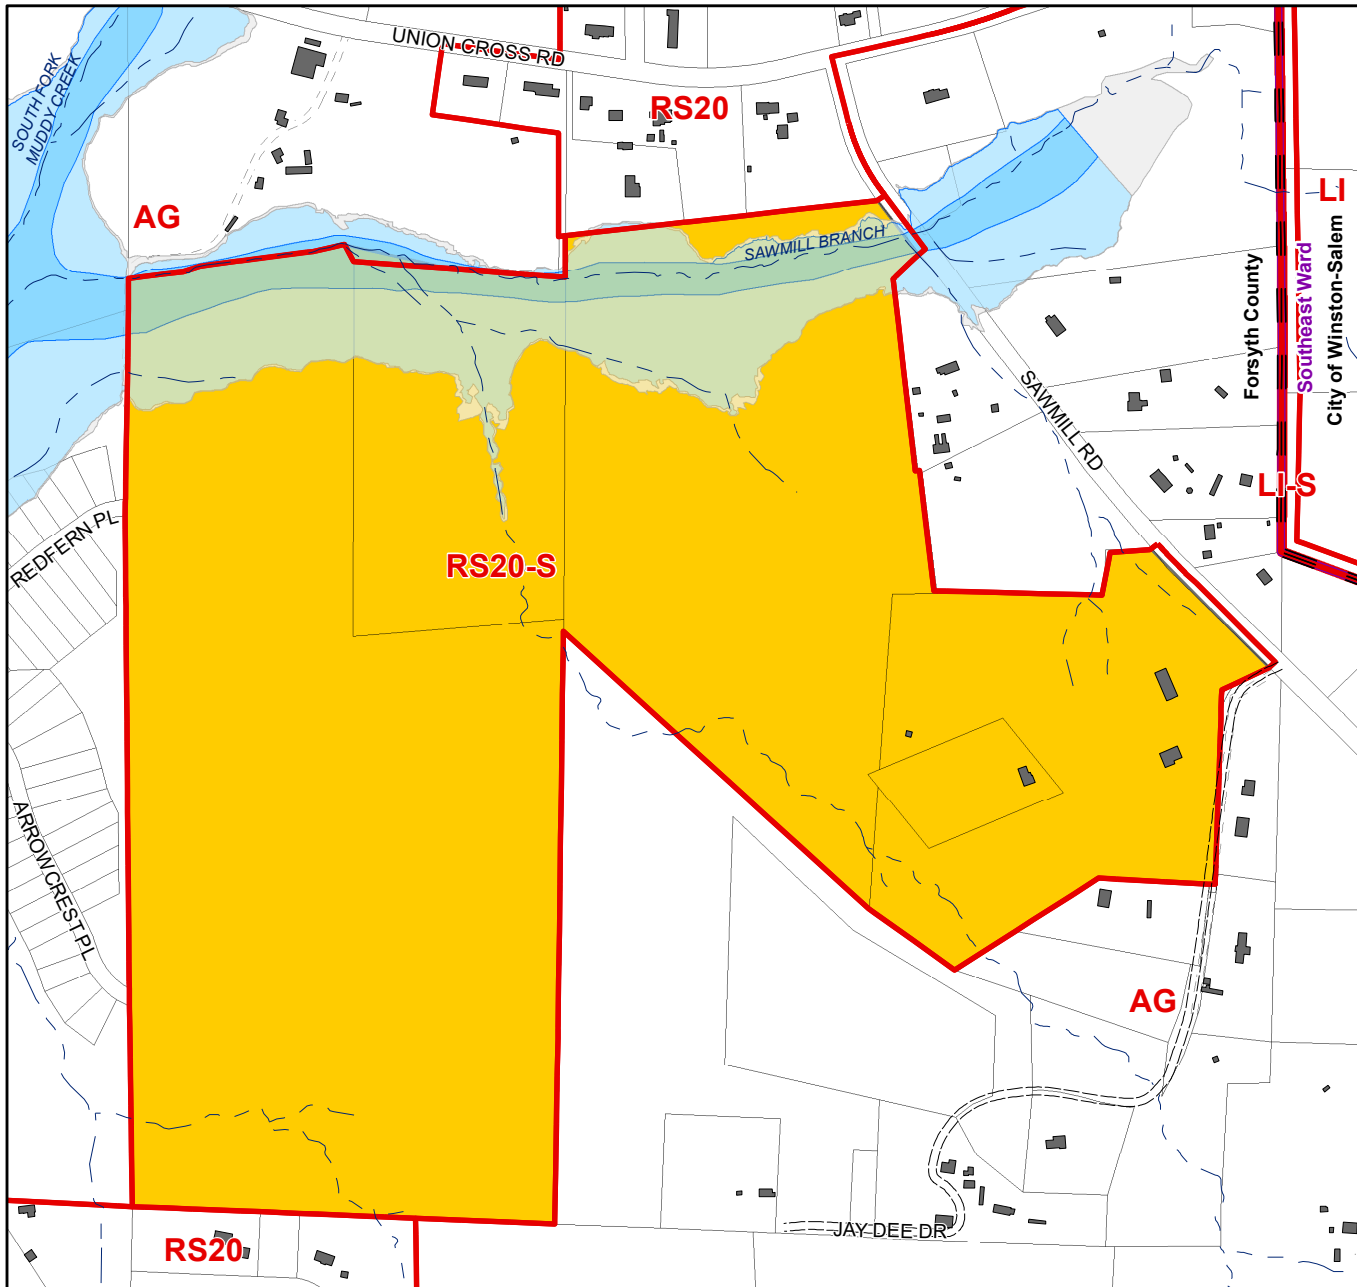 UNION CROSS RD
SOUTH FORK
MUDDY CREEK
RS20
AG
LI
SAWMILL BRANCH
Forsyth County
Southeast Ward
City of Winston-Salem
SAWMILL RD
LI-S
REDFERN PL
RS20-S
ARROWCREST PL
AG
JAY DEE DR
RS20